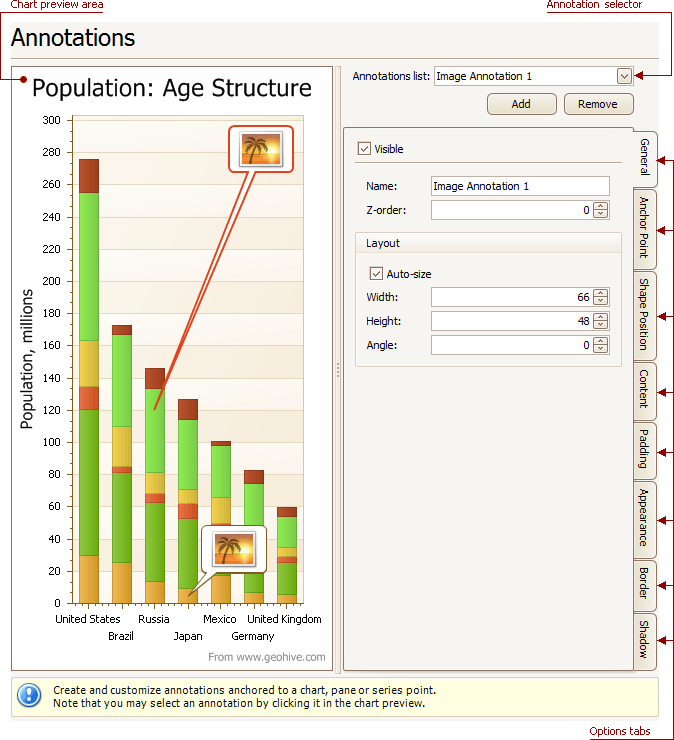 Chart preview area
Annotation selector
Annotations
Population: Age Structure
Population, millions
300
280
260
240
220
200
180
160
140
120
100
80
60
40
20
0
United States
Brazil
Russia
Japan
Mexico
Germany
United Kingdom
From www.geohive.com
Annotations list: Image Annotation 1
Add Remove
Visible
Name: Image Annotation 1
Z-order: 0
Layout
Auto-size
Width: 66
Height: 48
Angle: 0
General
Anchor Point
Shape Position
Content
Padding
Appearance
Border
Shadow
Create and customize annotations anchored to a chart, pane or series point.
Note that you may select an annotation by clicking it in the chart preview.
Options tabs